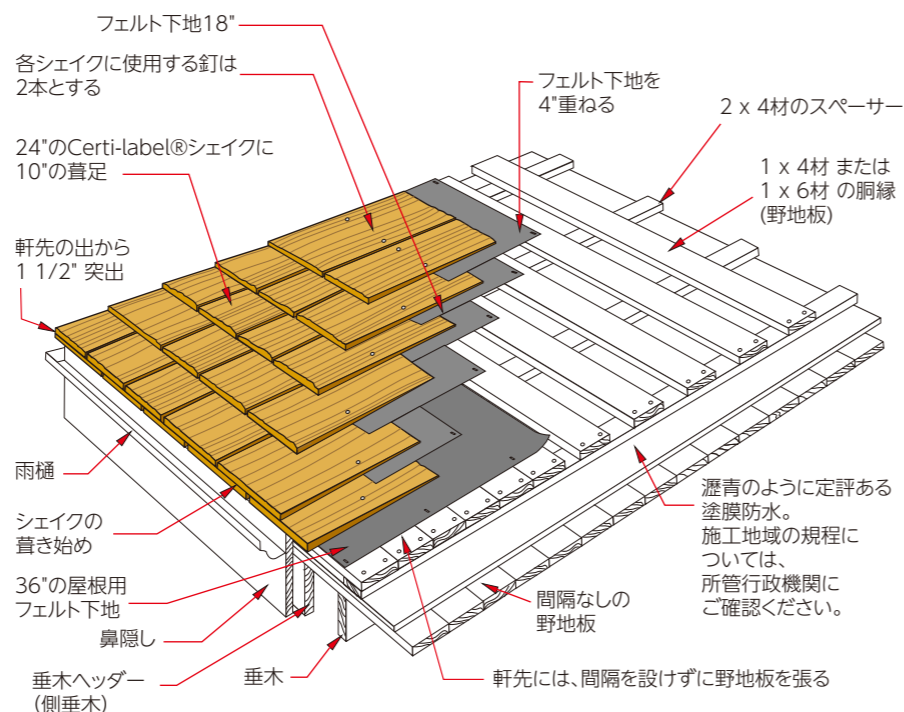 フェルト下地18"
各シェイクに使用する釘は
2本とする
24"のCerti-label®シェイクに
10"の葺足
軒先の出から
1 1/2" 突出
フェルト下地を
4"重ねる
2 x 4材のスペーサー
1 x 4材 または
1 x 6材 の胴縁
(野地板)
雨樋
シェイクの
葺き始め
36"の屋根用
フェルト下地
鼻隠し
垂木ヘッダー
(側垂木)
垂木
間隔なしの
野地板
軒先には、間隔を設けずに野地板を張る
瀝青のように定評ある
塗膜防水。
施工地域の規程に
ついては、
所管行政機関に
ご確認ください。